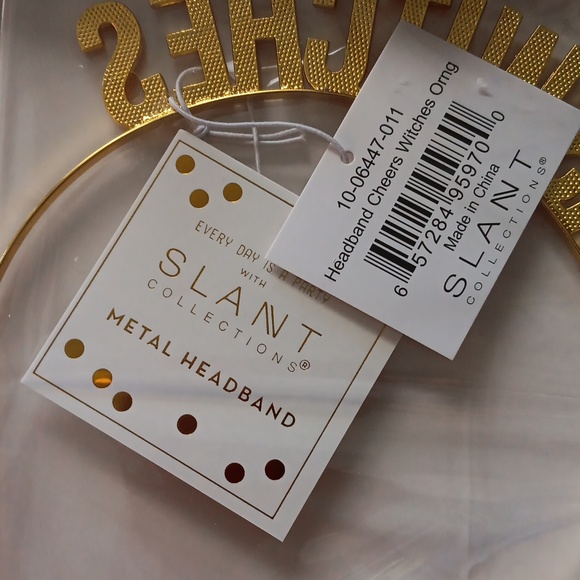 WITCHES
EVERY DAY IS A PARTY
WITH
SLANT
COLLECTIONS®
METAL HEADBAND
10-06447-011
Headband Cheers Witches Orng
6 57284 95970 0
Made in China
SLANT
COLLECTIONS®